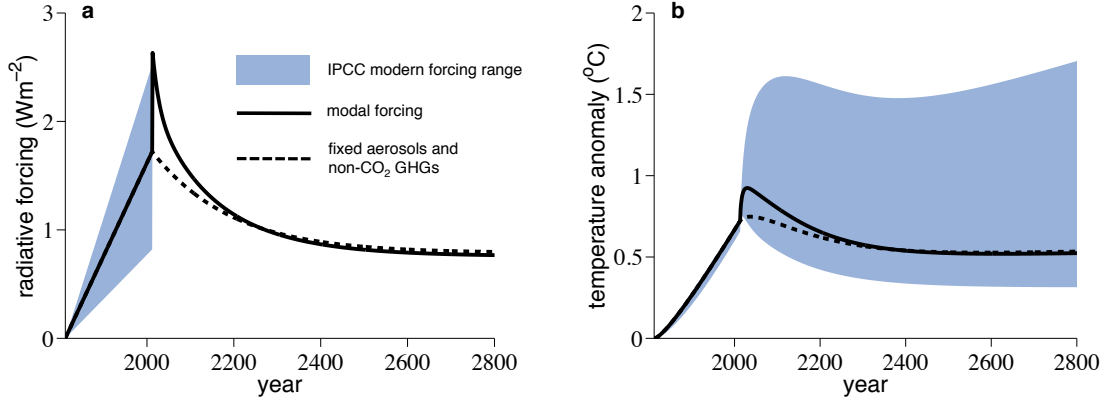 a
3
2
1
0
radiative forcing (Wm⁻²)
IPCC modern forcing range
modal forcing
fixed aerosols and
non-CO₂ GHGs
2000 2200 2400 2600 2800
year
b
2
1.5
1
0.5
0
temperature anomaly (°C)
2000 2200 2400 2600 2800
year